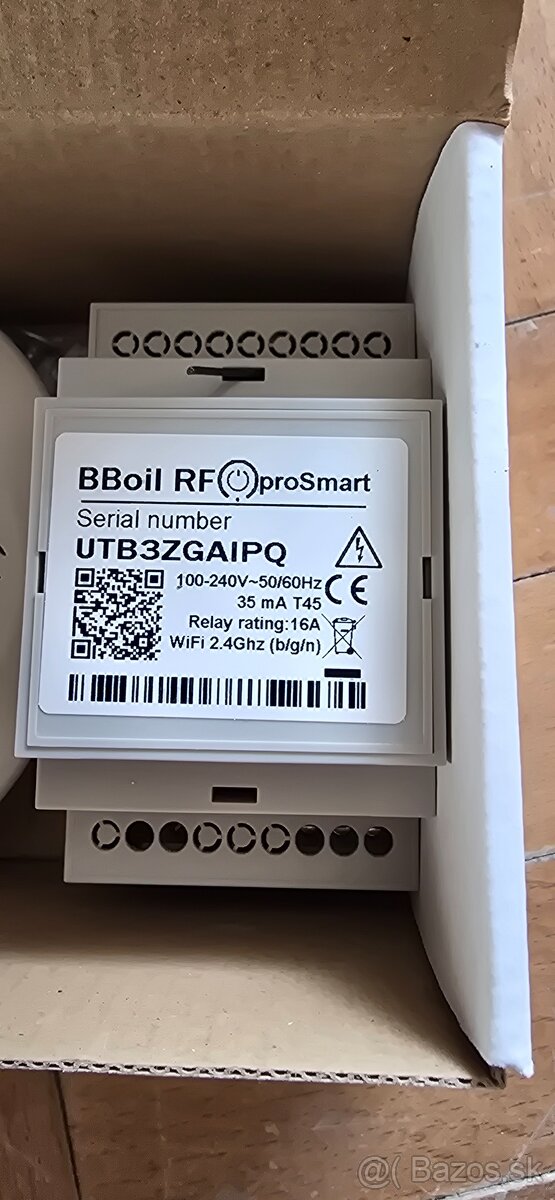 BBoil RF proSmart
Serial number
UTB3ZGAIPQ
100-240V~50/60Hz
35 mA T45
Relay rating:16A
WiFi 2.4Ghz (b/g/n)
CE
@( Bazos.sk